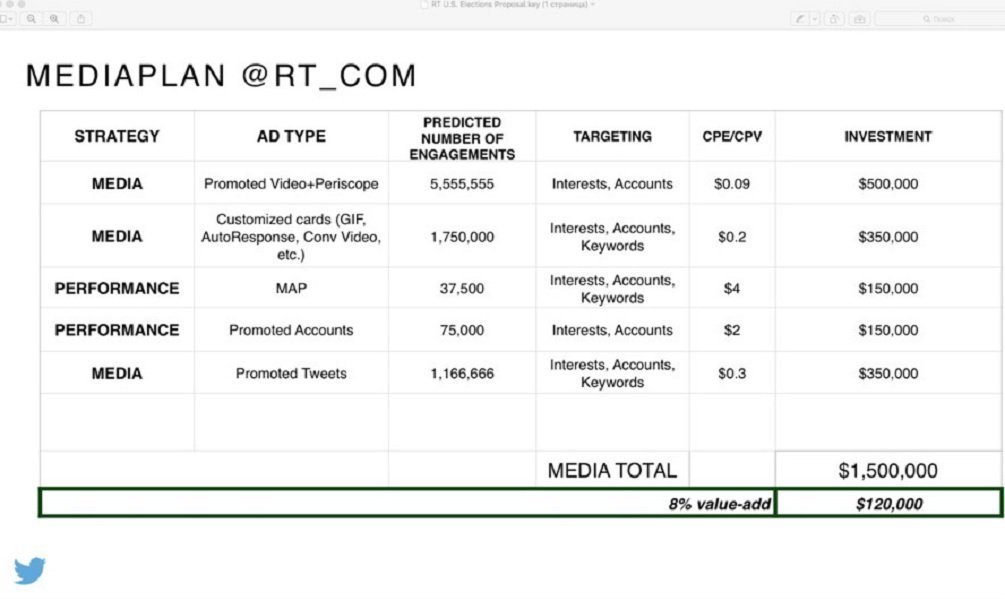 RT U.S. Elections Proposal.key (1 страница)
Поиск
MEDIAPLAN @RT_COM
STRATEGY AD TYPE PREDICTED NUMBER OF ENGAGEMENTS TARGETING CPE/CPV INVESTMENT
MEDIA Promoted Video+Periscope 5,555,555 Interests, Accounts $0.09 $500,000
MEDIA Customized cards (GIF, AutoResponse, Conv Video, etc.) 1,750,000 Interests, Accounts, Keywords $0.2 $350,000
PERFORMANCE MAP 37,500 Interests, Accounts, Keywords $4 $150,000
PERFORMANCE Promoted Accounts 75,000 Interests, Accounts $2 $150,000
MEDIA Promoted Tweets 1,166,666 Interests, Accounts, Keywords $0.3 $350,000
MEDIA TOTAL $1,500,000
8% value-add $120,000